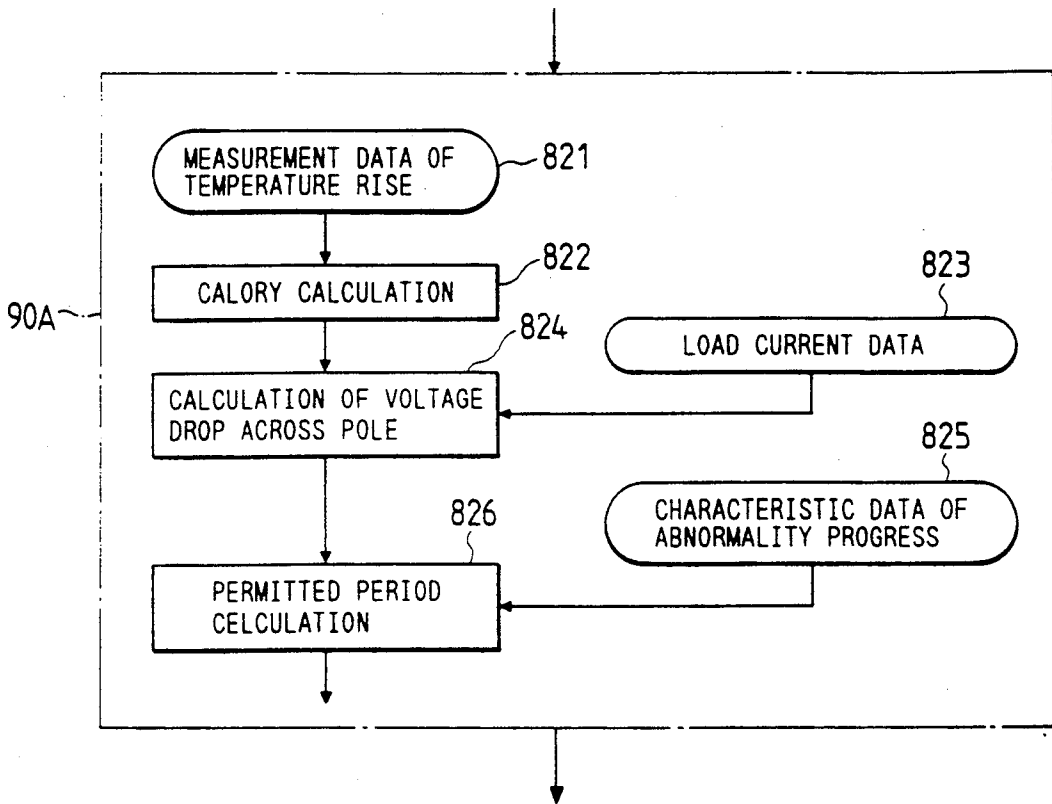 MEASUREMENT DATA OF
TEMPERATURE RISE
821
CALORY CALCULATION
822
823
90A
LOAD CURRENT DATA
824
CALCULATION OF VOLTAGE
DROP ACROSS POLE
825
CHARACTERISTIC DATA OF
ABNORMALITY PROGRESS
826
PERMITTED PERIOD
CELCULATION